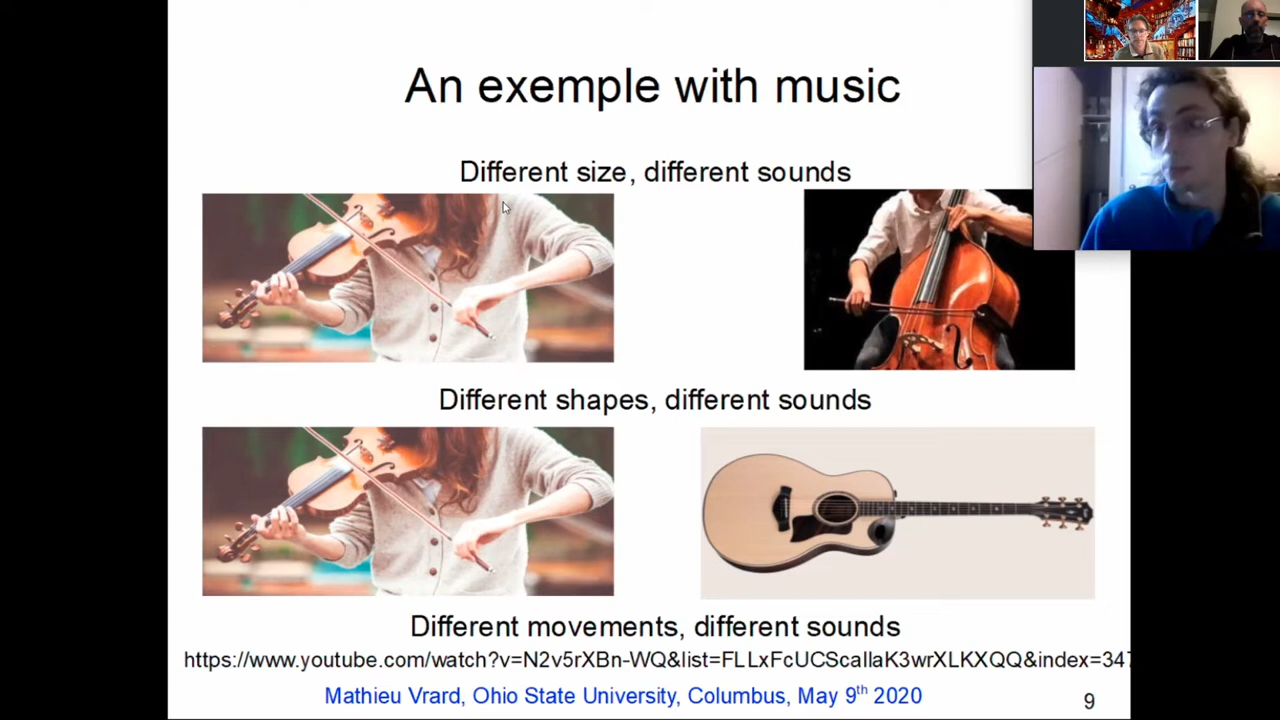 An exemple with music
Different size, different sounds
Different shapes, different sounds
Different movements, different sounds
https://www.youtube.com/watch?v=N2v5rXBn-WQ&list=FLLxFcUCScallaK3wrXLKXQQ&index=347
Mathieu Vrard, Ohio State University, Columbus, May 9th 2020
9